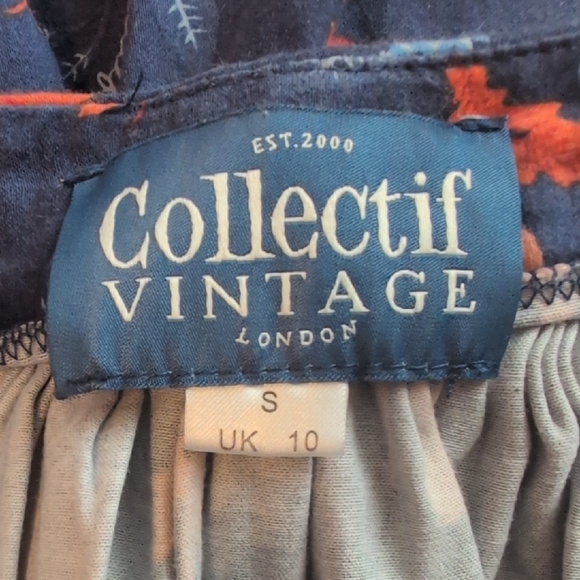 EST.2000
Collectif
VINTAGE
LONDON
S
UK 10